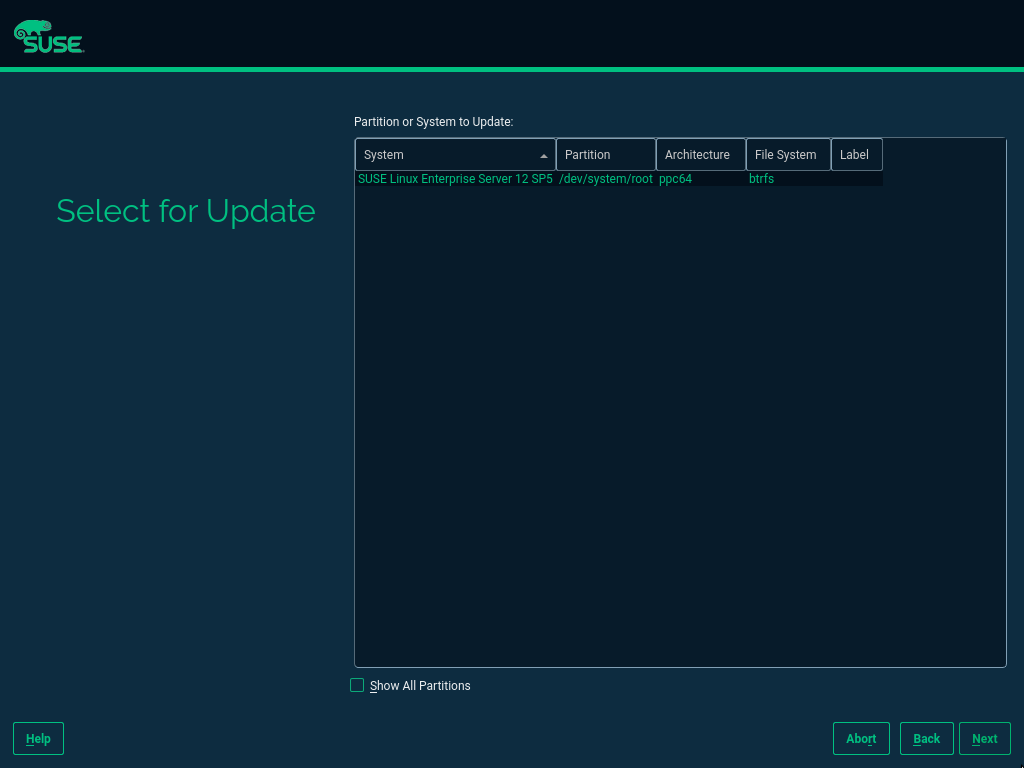 SUSE
Partition or System to Update:
System Partition Architecture File System Label
SUSE Linux Enterprise Server 12 SP5 /dev/system/root ppc64 btrfs
Select for Update
Show All Partitions
Help Abort Back Next